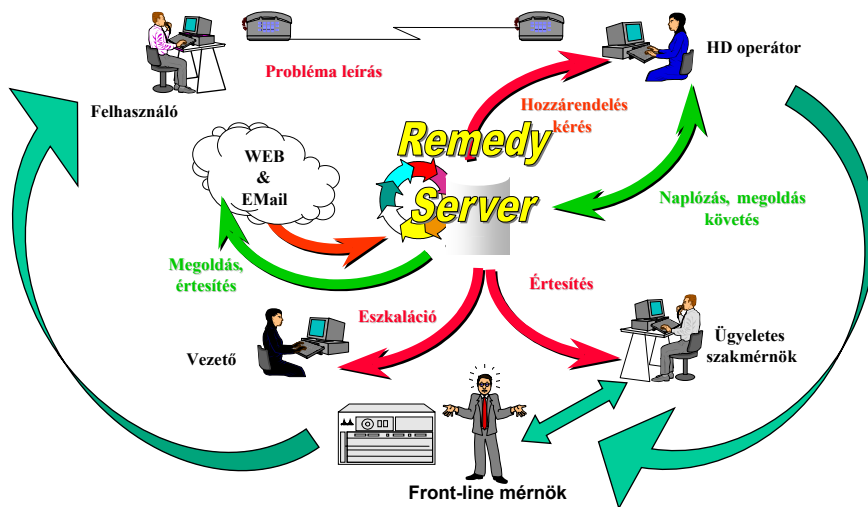 HD operátor
Probléma leírás
Felhasználó
Hozzárendelés
kérés
Remedy
Server
WEB
&
EMail
Naplózás, megoldás
követés
Megoldás,
értesítés
Eszkaláció
Értesítés
Vezető
Ügyeletes
szakmérnök
Front-line mérnök